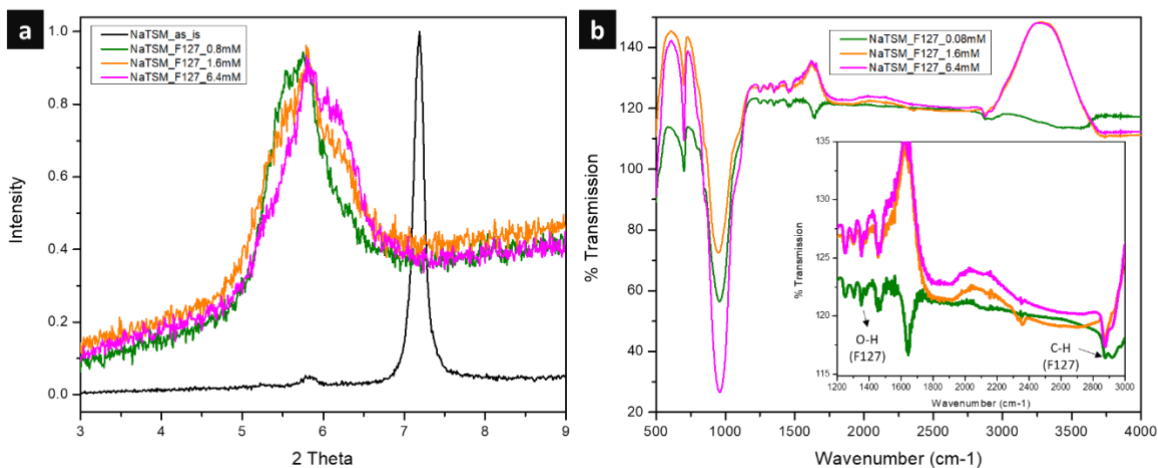 a
NaTSM_as_is
NaTSM_F127_0.8mM
NaTSM_F127_1.6mM
NaTSM_F127_6.4mM
Intensity
1.0
0.8
0.6
0.4
0.2
0.0
3 4 5 6 7 8 9
2 Theta
b
NaTSM_F127_0.08mM
NaTSM_F127_1.6mM
NaTSM_F127_6.4mM
% Transmission
140
120
100
80
60
40
20
500 1000 1500 2000 2500 3000 3500 4000
Wavenumber (cm-1)
% Transmission
135
130
125
120
115
O-H
(F127)
C-H
(F127)
1200 1400 1600 1800 2000 2200 2400 2600 2800 3000
Wavenumber (cm-1)